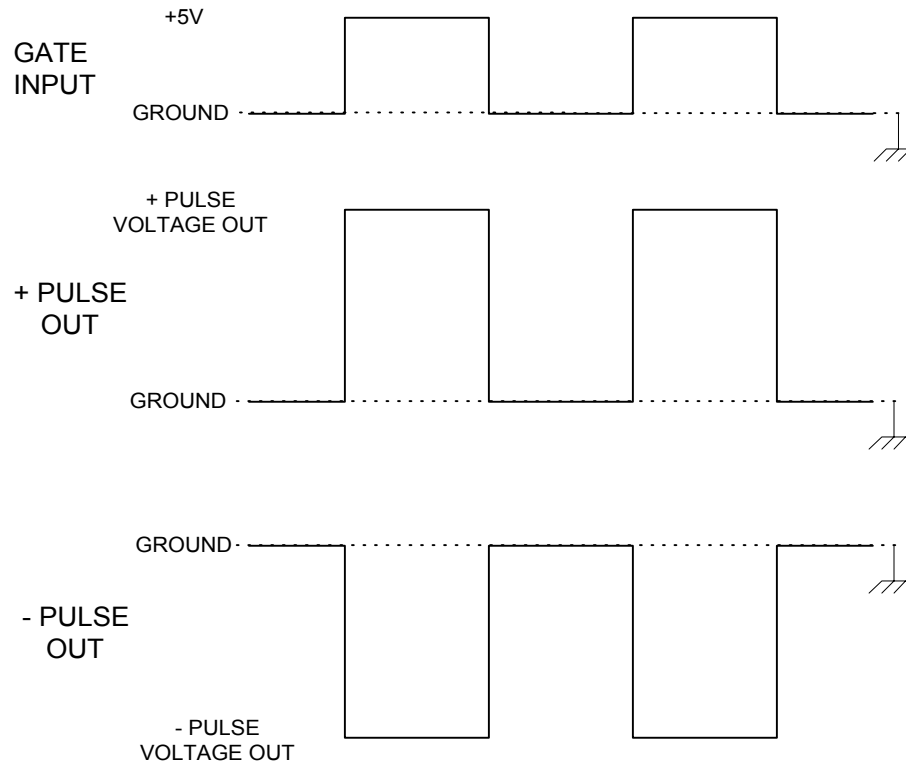 +5V
GATE
INPUT
GROUND
+ PULSE
VOLTAGE OUT
+ PULSE
OUT
GROUND
GROUND
- PULSE
OUT
- PULSE
VOLTAGE OUT